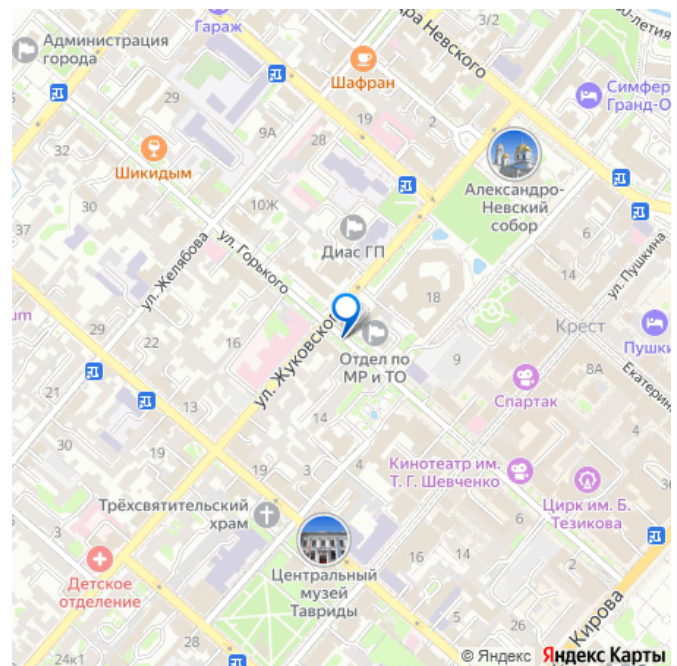 Гараж
3/2
Администрация
города
Шафран
Симфер
Гранд-О
29
19
2
9А
28
32
Шикидым
Александро-
Невский
собор
30
10Ж
37
ул. Желябова
ул. Горького
Диас ГП
6
14
ул. Пушкина
18
um
29
22
16
ул. Жуковского
Отдел по
МР и ТО
Крест
Пушки
9
8А
Екатерин
21
13
14
Спартак
30
19
3
4
Кинотеатр им.
Т. Г. Шевченко
Цирк им. Б.
Тезикова
Трёхсвятительский
храм
3
6
Детское
отделение
Центральный
музей
Тавриды
16
14
5
26
28
24к1
Кирова
© Яндекс Яндекс Карты